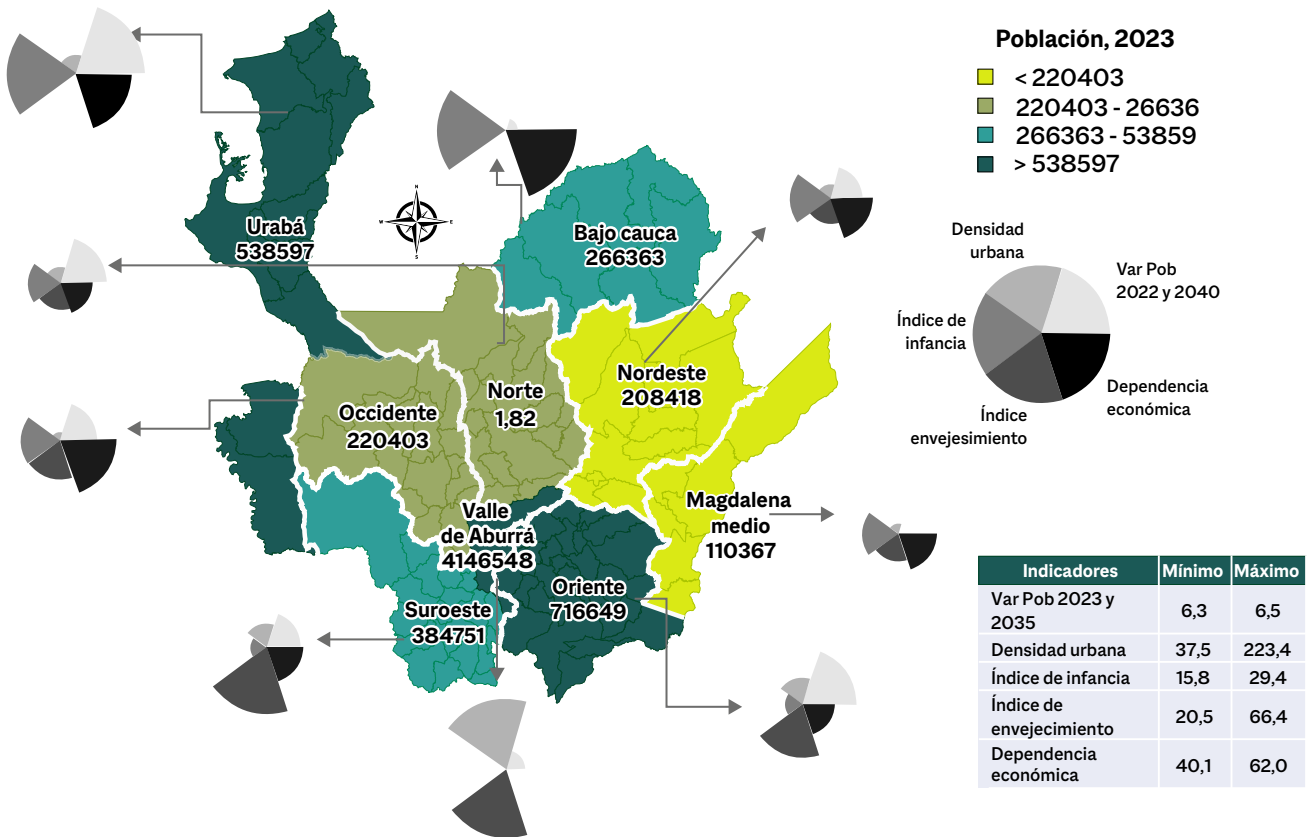 Población, 2023
< 220403
220403 - 26636
266363 - 53859
> 538597
N
W
E
S
Urabá
538597
Bajo cauca
266363
Densidad
urbana
Var Pob
2022 y 2040
Índice de
infancia
Dependencia
económica
Índice
envejesimiento
Nordeste
208418
Norte
1,82
Occidente
220403
Magdalena
medio
110367
Valle
de Aburrá
4146548
Oriente
716649
Suroeste
384751
Indicadores Mínimo Máximo
Var Pob 2023 y
2035 6,3 6,5
Densidad urbana 37,5 223,4
Índice de infancia 15,8 29,4
Índice de
envejecimiento 20,5 66,4
Dependencia
económica 40,1 62,0